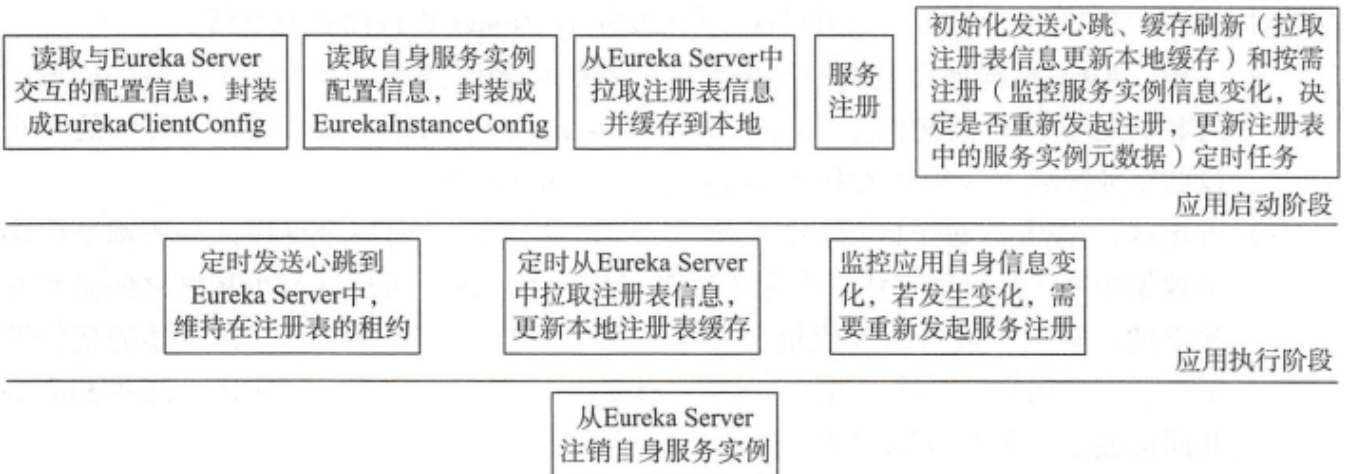 读取与Eureka Server
交互的配置信息，封装
成EurekaClientConfig
读取自身服务实例
配置信息，封装成
EurekaInstanceConfig
从Eureka Server中
拉取注册表信息
并缓存到本地
服务
注册
初始化发送心跳、缓存刷新（拉取
注册表信息更新本地缓存）和按需
注册（监控服务实例信息变化，决
定是否重新发起注册，更新注册表
中的服务实例元数据）定时任务
应用启动阶段
定时发送心跳到
Eureka Server中，
维持在注册表的租约
定时从Eureka Server
中拉取注册表信息，
更新本地注册表缓存
监控应用自身信息变
化，若发生变化，需
要重新发起服务注册
应用执行阶段
从Eureka Server
注销自身服务实例